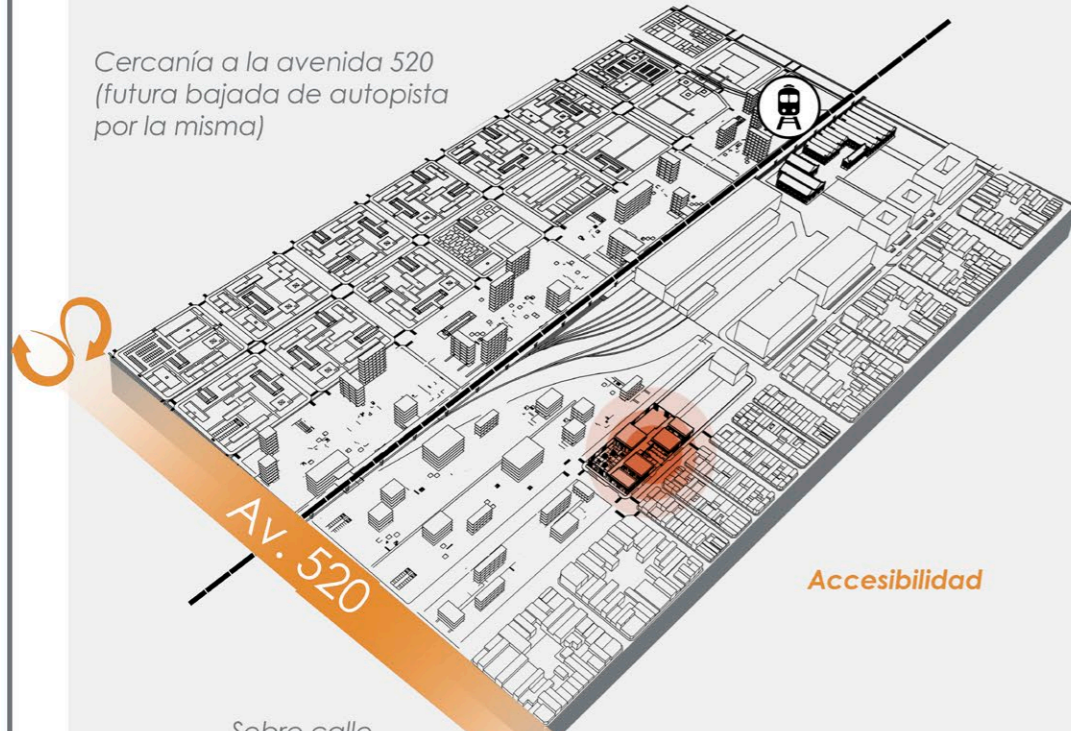 Cercanía a la avenida 520
(futura bajada de autopista
por la misma)
Av. 520
Accesibilidad
Sobre calle